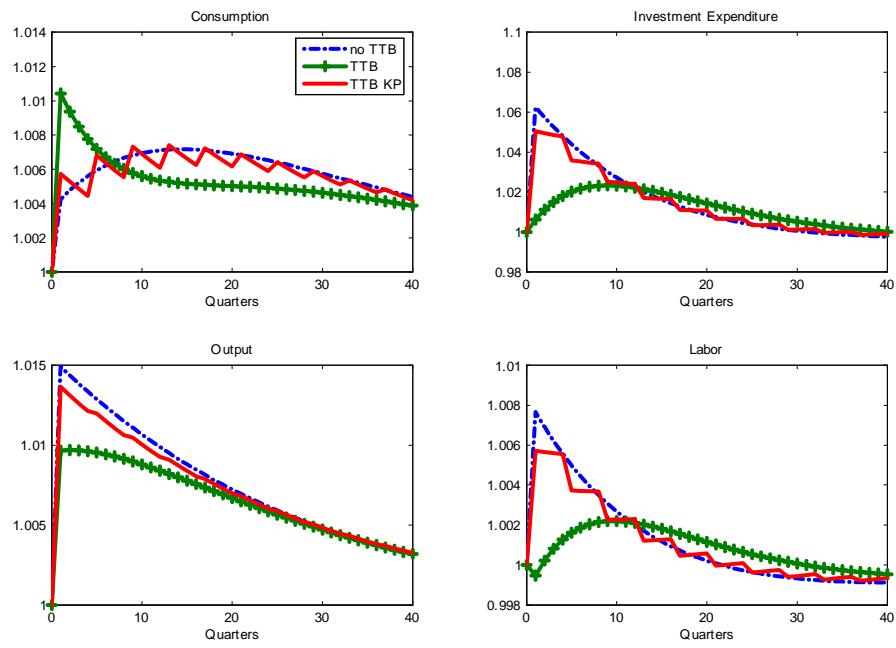 Consumption
1.014
1.012
1.01
1.008
1.006
1.004
1.002
1
0 10 20 30 40
Quarters
no TTB
TTB
TTB KP
Investment Expenditure
1.1
1.08
1.06
1.04
1.02
1
0.98
0 10 20 30 40
Quarters
Output
1.015
1.01
1.005
1
0 10 20 30 40
Quarters
Labor
1.01
1.008
1.006
1.004
1.002
1
0.998
0 10 20 30 40
Quarters